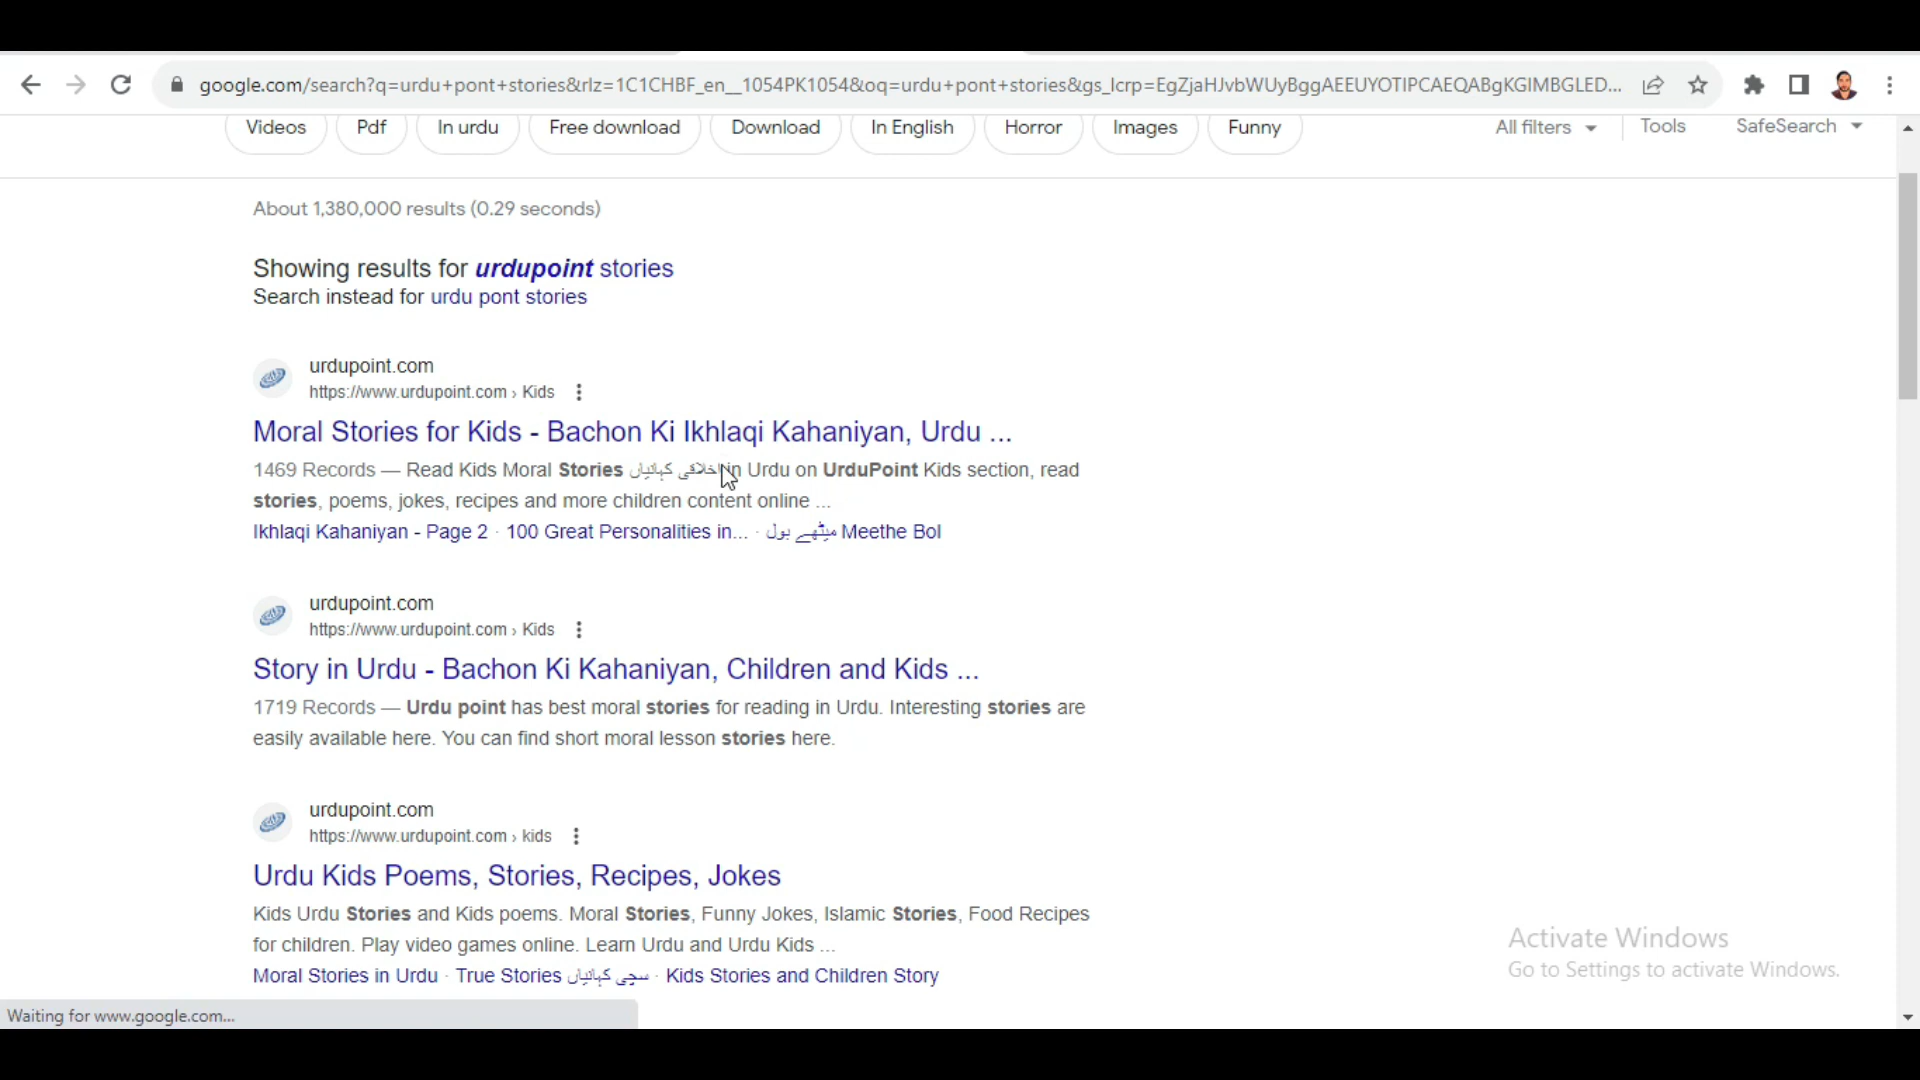 google.com/search?q=urdu+pont+stories&rlz=1C1CHBF_en__1054PK1054&oq=urdu+pont+stories&gs_lcrp=EgZjaHJvbWUyBggAEEUYOTIPCAEQABgKGIMBGLED...
Videos Pdf In urdu Free download Download In English Horror Images Funny All filters Tools SafeSearch
About 1,380,000 results (0.29 seconds)
Showing results for urdupoint stories
Search instead for urdu pont stories
urdupoint.com
https://www.urdupoint.com › Kids
Moral Stories for Kids - Bachon Ki Ikhlaqi Kahaniyan, Urdu ...
1469 Records — Read Kids Moral Stories اخلاقی کہانیاں in Urdu on UrduPoint Kids section, read
stories, poems, jokes, recipes and more children content online ...
Ikhlaqi Kahaniyan - Page 2 · 100 Great Personalities in... · میٹھے بول Meethe Bol
urdupoint.com
https://www.urdupoint.com › Kids
Story in Urdu - Bachon Ki Kahaniyan, Children and Kids ...
1719 Records — Urdu point has best moral stories for reading in Urdu. Interesting stories are
easily available here. You can find short moral lesson stories here.
urdupoint.com
https://www.urdupoint.com › kids
Urdu Kids Poems, Stories, Recipes, Jokes
Kids Urdu Stories and Kids poems. Moral Stories, Funny Jokes, Islamic Stories, Food Recipes
for children. Play video games online. Learn Urdu and Urdu Kids ...
Moral Stories in Urdu · True Stories سچی کہانیاں · Kids Stories and Children Story
Activate Windows
Go to Settings to activate Windows.
Waiting for www.google.com...